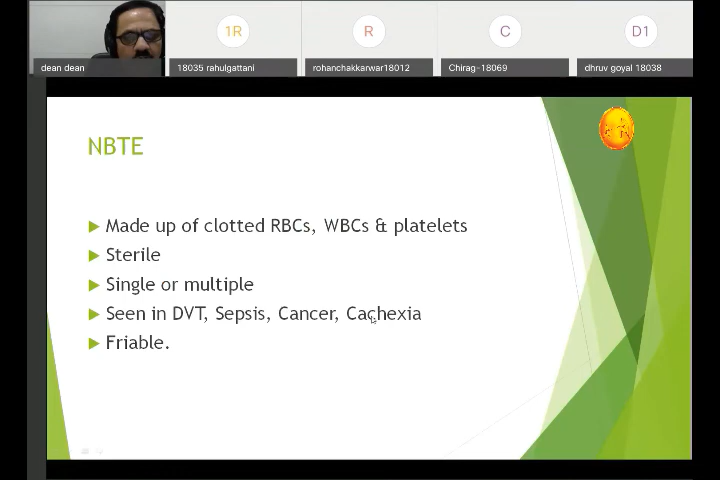 1R
R
C
D1
dean dean
18035 rahulgattani
rohanchakkarwar18012
Chirag-18069
dhruv goyal 18038
NBTE
Made up of clotted RBCs, WBCs & platelets
Sterile
Single or multiple
Seen in DVT, Sepsis, Cancer, Cachexia
Friable.